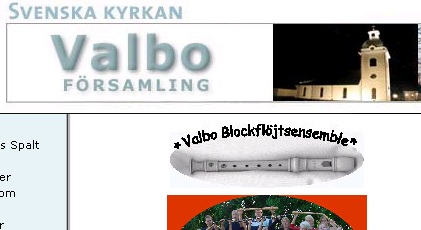 SVENSKA KYRKAN
Valbo
FÖRSAMLING
*Valbo Blockflöjtsensemble*
s Spalt
er
om
r